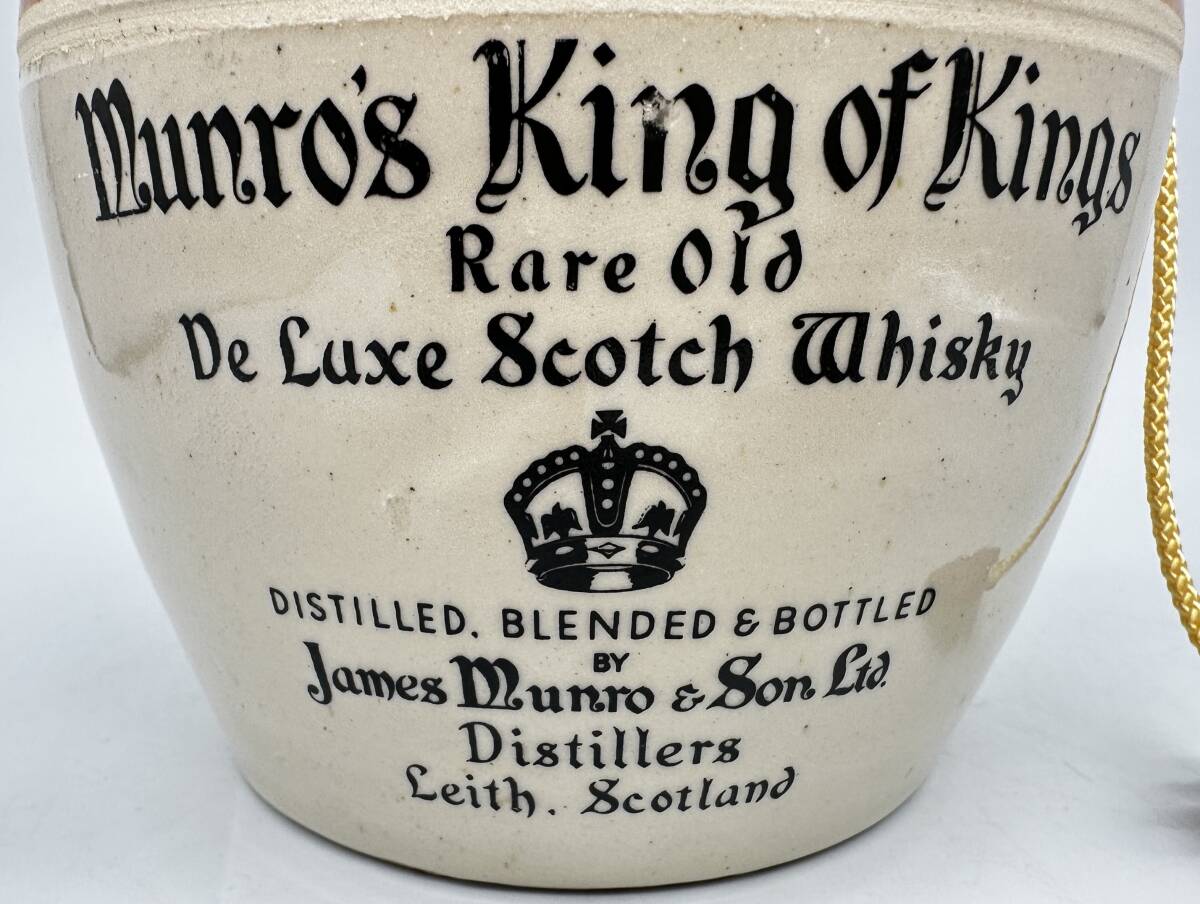 Munro's King of Kings
Rare Old
De Luxe Scotch Whisky
DISTILLED, BLENDED & BOTTLED
BY
James Munro & Son Ltd.
Distillers
Leith, Scotland